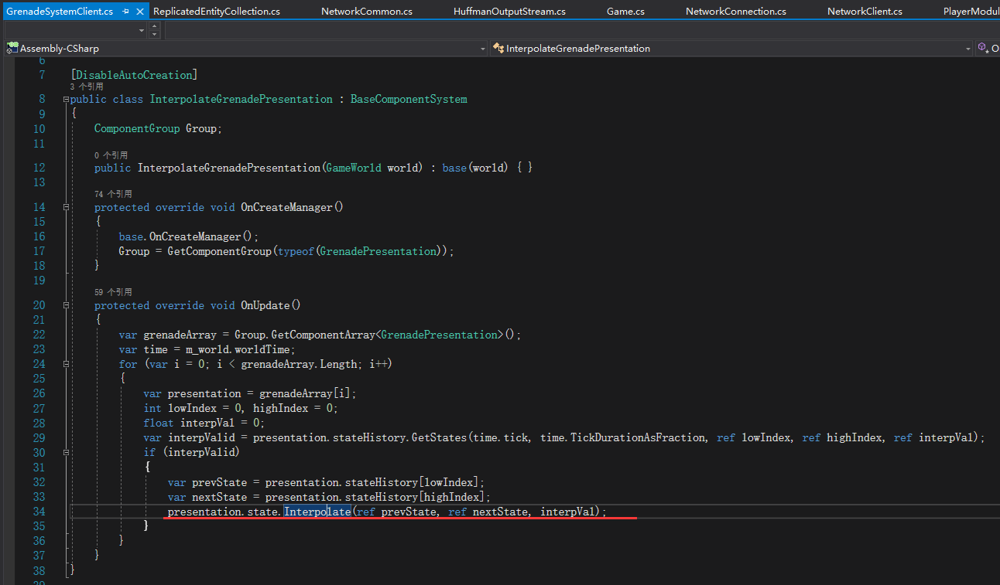 GrenadeSystemClient.cs ReplicatedEntityCollection.cs NetworkCommon.cs HuffmanOutputStream.cs Game.cs NetworkConnection.cs NetworkClient.cs PlayerModul
Assembly-CSharp InterpolateGrenadePresentation O
6
7 [DisableAutoCreation]
3 个引用
8 public class InterpolateGrenadePresentation : BaseComponentSystem
9 {
10 ComponentGroup Group;
11
0 个引用
12 public InterpolateGrenadePresentation(GameWorld world) : base(world) { }
13
74 个引用
14 protected override void OnCreateManager()
15 {
16 base.OnCreateManager();
17 Group = GetComponentGroup(typeof(GrenadePresentation));
18 }
19
59 个引用
20 protected override void OnUpdate()
21 {
22 var grenadeArray = Group.GetComponentArray<GrenadePresentation>();
23 var time = m_world.worldTime;
24 for (var i = 0; i < grenadeArray.Length; i++)
25 {
26 var presentation = grenadeArray[i];
27 int lowIndex = 0, highIndex = 0;
28 float interpVal = 0;
29 var interpValid = presentation.stateHistory.GetStates(time.tick, time.TickDurationAsFraction, ref lowIndex, ref highIndex, ref interpVal);
30 if (interpValid)
31 {
32 var prevState = presentation.stateHistory[lowIndex];
33 var nextState = presentation.stateHistory[highIndex];
34 presentation.state.Interpolate(ref prevState, ref nextState, interpVal);
35 }
36 }
37 }
38 }
39